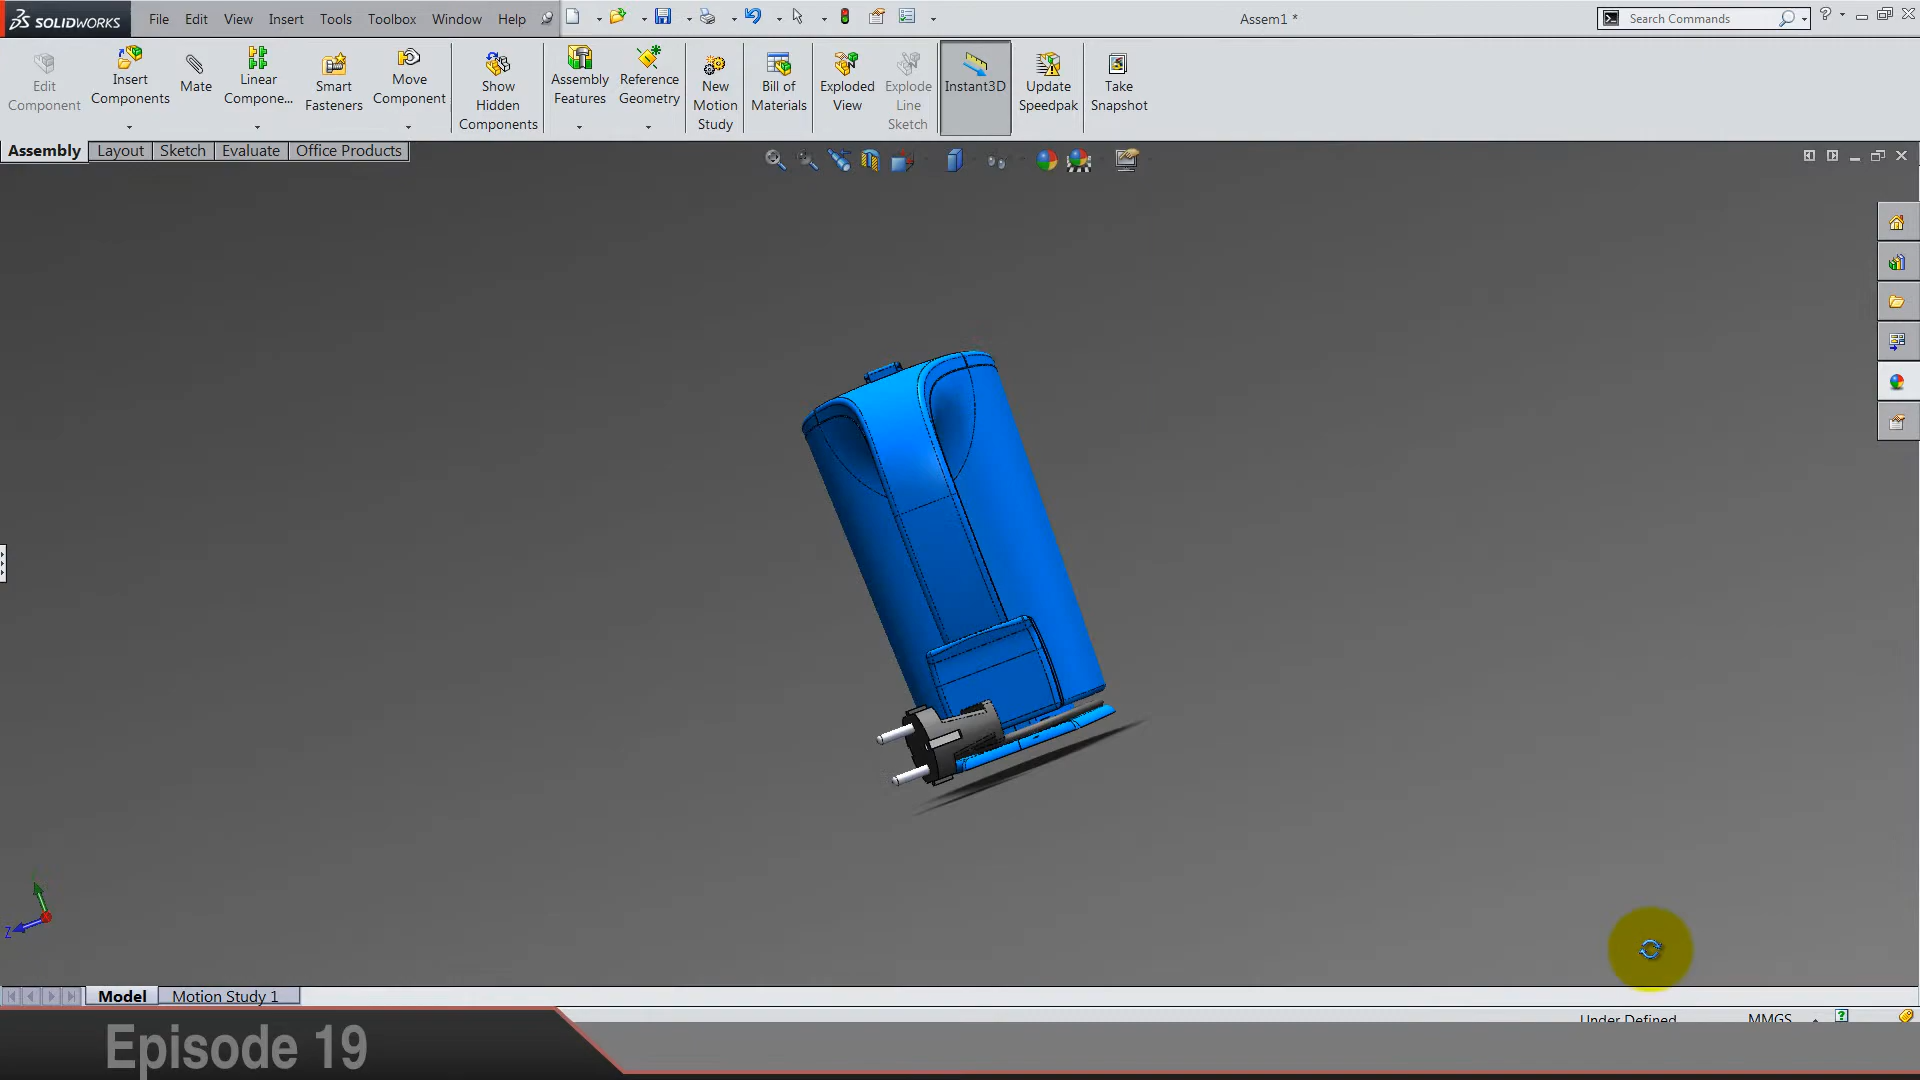 SOLIDWORKS
File Edit View Insert Tools Toolbox Window Help
Assem1 *
Search Commands
Edit Component
Insert Components
Mate
Linear Compone...
Smart Fasteners
Move Component
Show Hidden Components
Assembly Features
Reference Geometry
New Motion Study
Bill of Materials
Exploded View
Explode Line Sketch
Instant3D
Update Speedpak
Take Snapshot
Assembly Layout Sketch Evaluate Office Products
Z
Model Motion Study 1
Under Defined MMGS
Episode 19